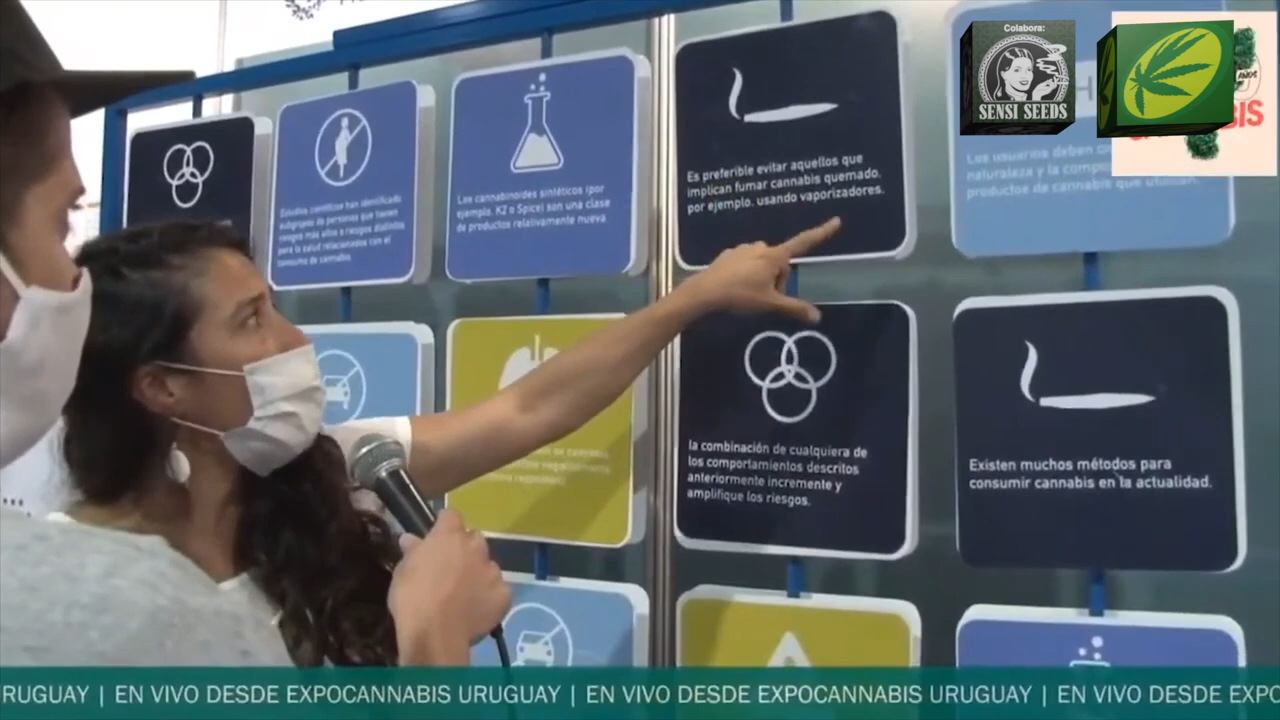 Colabora:
SENSI SEEDS
Estudios científicos han identificado
subgrupos de personas que tienen
riesgos más altos o riesgos distintos
para la salud relacionados con el
consumo de cannabis.
Los cannabinoides sintéticos (por
ejemplo, K2 o Spice) son una clase
de productos relativamente nueva
Es preferible evitar aquellos que
implican fumar cannabis quemado,
por ejemplo, usando vaporizadores.
Los usuarios deben
naturaleza y la
productos de cannabis que utilizan.
la combinación de cualquiera de
los comportamientos descritos
anteriormente incremente y
amplifique los riesgos.
Existen muchos métodos para
consumir cannabis en la actualidad.
RUGUAY | EN VIVO DESDE EXPOCANNABIS URUGUAY | EN VIVO DESDE EXPOCANNABIS URUGUAY | EN VIVO DESDE EXPO